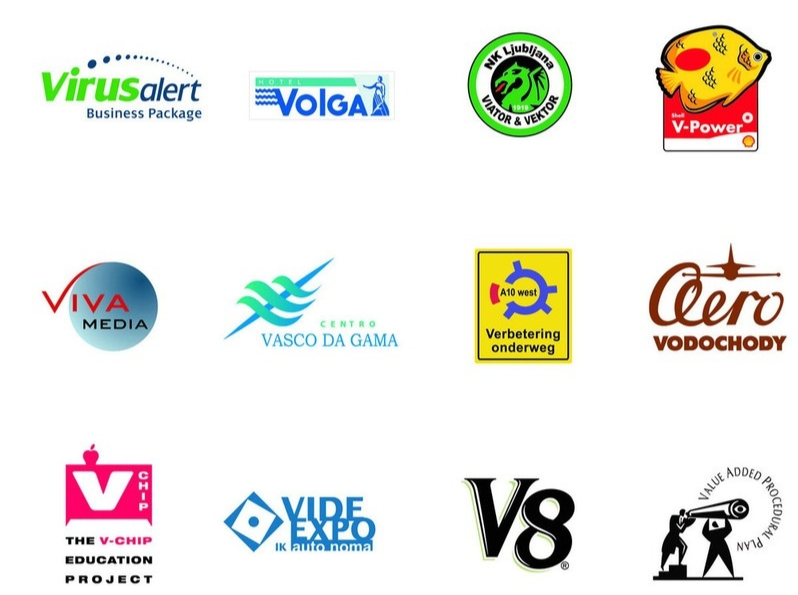 Virusalert
Business Package
HOTEL
VOLGA
NK Ljubljana
1919
VIATOR & VEKTOR
Shell
V-Power
VIVA
MEDIA
CENTRO
VASCO DA GAMA
A10 west
Verbetering
onderweg
Aero
VODOCHODY
V CHIP
THE V-CHIP
EDUCATION
PROJECT
VIDE
EXPO
IK auto nomal
V8®
VALUE ADDED PROCEDURAL PLAN